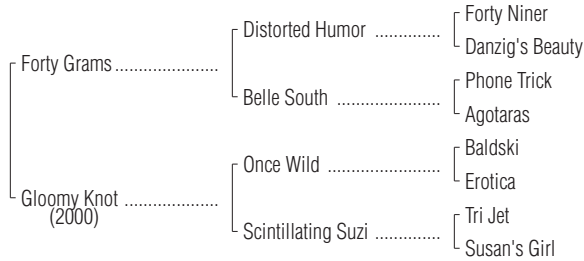 Forty Niner
Distorted Humor ..............
Danzig's Beauty
Forty Grams ....................
Phone Trick
Belle South ....................
Agotaras
Baldski
Once Wild ......................
Erotica
Gloomy Knot ..................
(2000)
Tri Jet
Scintillating Suzi .............
Susan's Girl